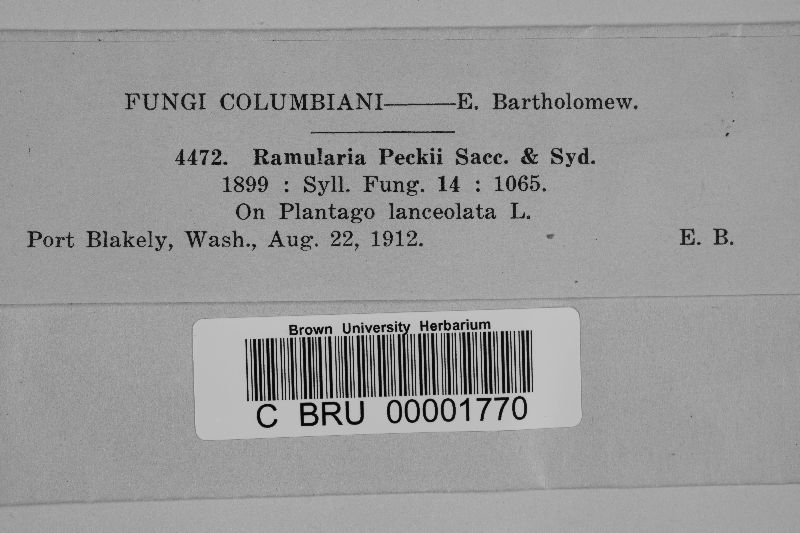 FUNGI COLUMBIANI——E. Bartholomew.
4472. Ramularia Peckii Sacc. & Syd.
1899 : Syll. Fung. 14 : 1065.
On Plantago lanceolata L.
Port Blakely, Wash., Aug. 22, 1912. E. B.
Brown University Herbarium
C BRU 00001770